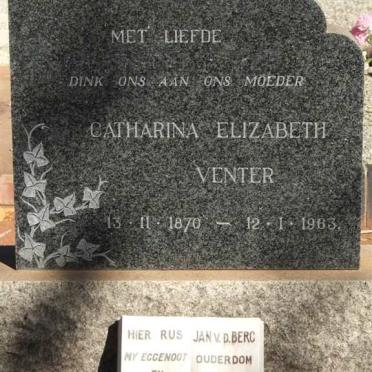 MET LIEFDE
DINK ONS AAN ONS MOEDER
CATHARINA ELIZABETH
VENTER
13·11·1870 — 12·1·1963.
HIER RUS JAN V.D. BERG
MY EGGENOOT OUDERDOM